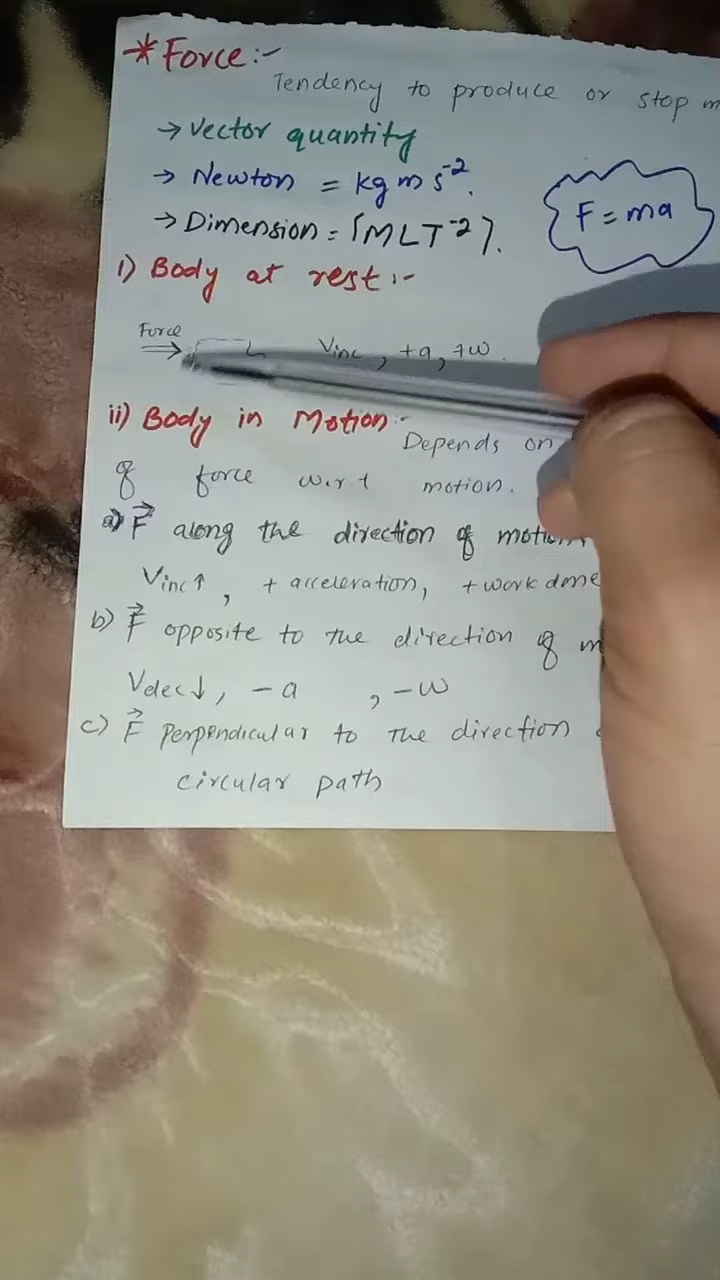 *Force:-
Tendency to produce or stop
→ Vector quantity
→ Newton = kg m s⁻².
→ Dimension = [MLT⁻²].
F = ma
i) Body at rest :-
Force
Vinc, +a, +w.
ii) Body in Motion:-
Depends on
of force w.r.t motion.
a) F⃗ along the direction of motion,
Vinc↑, + acceleration, + work done
b) F⃗ opposite to the direction of
Vdec↓, -a, -w
c) F⃗ perpendicular to the direction
circular path